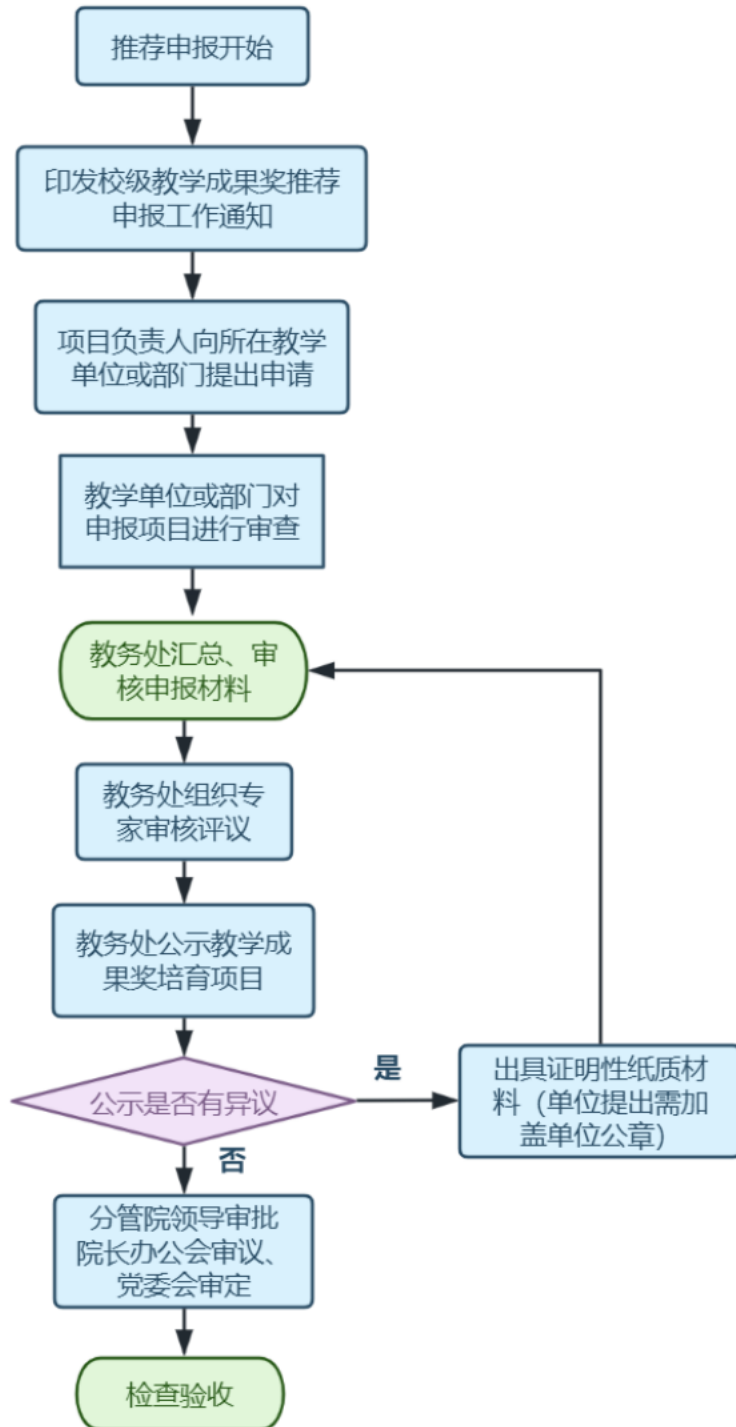 推荐申报开始
印发校级教学成果奖推荐
申报工作通知
项目负责人向所在教学
单位或部门提出申请
教学单位或部门对
申报项目进行审查
教务处汇总、审
核申报材料
教务处组织专
家审核评议
教务处公示教学成
果奖培育项目
公示是否有异议
是
出具证明性纸质材
料（单位提出需加
盖单位公章）
否
分管院领导审批
院长办公会审议、
党委会审定
检查验收